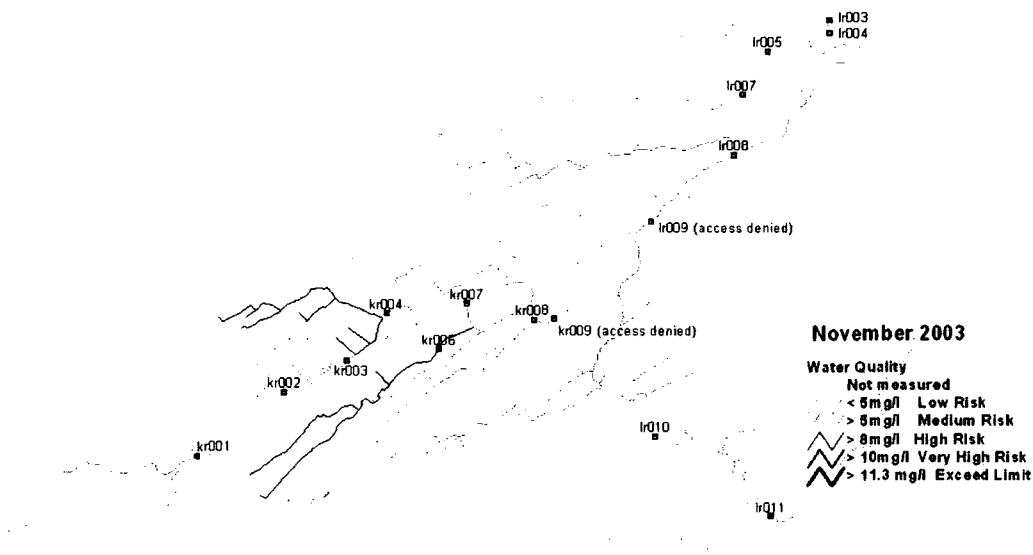 lr003
lr004
lr005
lr007
lr008
lr009 (access denied)
kr004
kr007
kr008
kr009 (access denied)
kr006
kr003
kr002
kr001
lr010
lr011
November 2003
Water Quality
Not measured
< 5mg/l Low Risk
> 5mg/l Medium Risk
> 8mg/l High Risk
> 10mg/l Very High Risk
> 11.3 mg/l Exceed Limit